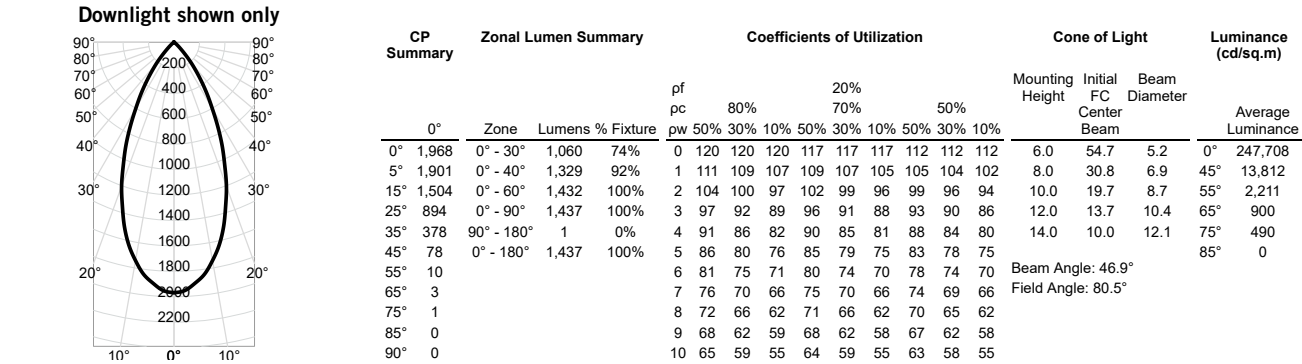 Downlight shown only
90° 90°
80° 80°
70° 70°
60° 60°
50° 50°
40° 40°
30° 30°
20° 20°
10° 0° 10°
200
400
600
800
1000
1200
1400
1600
1800
2000
2200
CP Summary
0°
0° 1,968
5° 1,901
15° 1,504
25° 894
35° 378
45° 78
55° 10
65° 3
75° 1
85° 0
90° 0
Zonal Lumen Summary
Zone Lumens % Fixture
0° - 30° 1,060 74%
0° - 40° 1,329 92%
0° - 60° 1,432 100%
0° - 90° 1,437 100%
90° - 180° 1 0%
0° - 180° 1,437 100%
Coefficients of Utilization
ρf 20%
ρc 80% 70% 50%
ρw 50% 30% 10% 50% 30% 10% 50% 30% 10%
0 120 120 120 117 117 117 112 112 112
1 111 109 107 109 107 105 105 104 102
2 104 100 97 102 99 96 99 96 94
3 97 92 89 96 91 88 93 90 86
4 91 86 82 90 85 81 88 84 80
5 86 80 76 85 79 75 83 78 75
6 81 75 71 80 74 70 78 74 70
7 76 70 66 75 70 66 74 69 66
8 72 66 62 71 66 62 70 65 62
9 68 62 59 68 62 58 67 62 58
10 65 59 55 64 59 55 63 58 55
Cone of Light
Mounting Height Initial FC Center Beam Beam Diameter
6.0 54.7 5.2
8.0 30.8 6.9
10.0 19.7 8.7
12.0 13.7 10.4
14.0 10.0 12.1
Beam Angle: 46.9°
Field Angle: 80.5°
Luminance
(cd/sq.m)
Average
Luminance
0° 247,708
45° 13,812
55° 2,211
65° 900
75° 490
85° 0